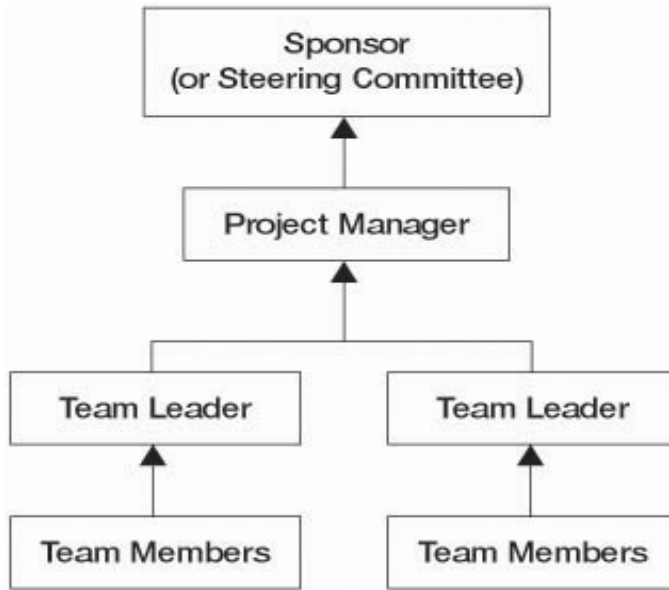 Sponsor
(or Steering Committee)
Project Manager
Team Leader
Team Leader
Team Members
Team Members